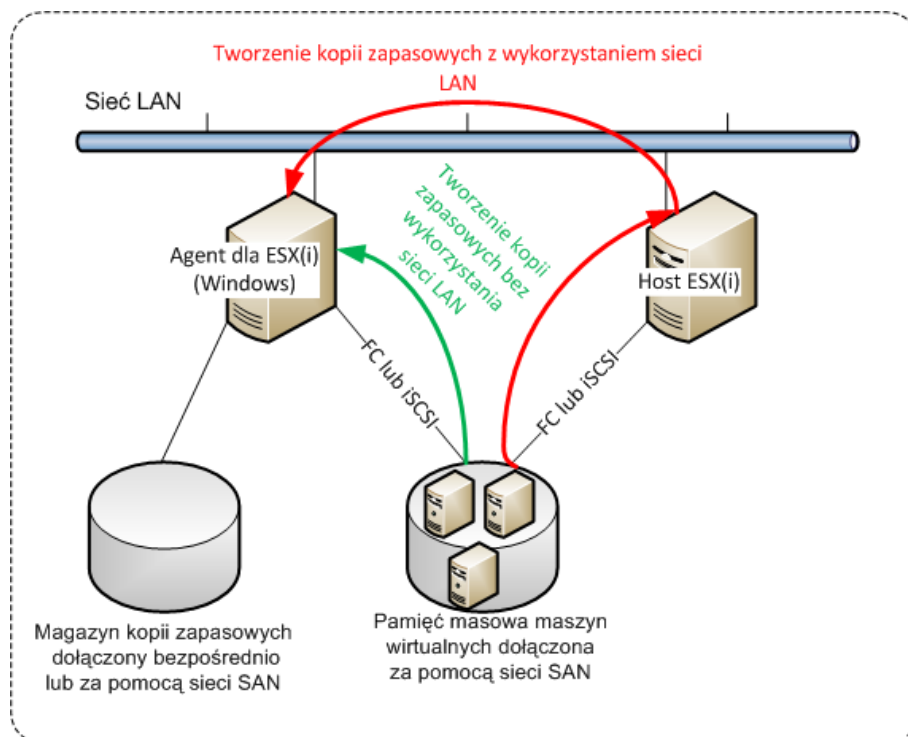 Tworzenie kopii zapasowych z wykorzystaniem sieci
LAN
Sieć LAN
Tworzenie kopii
zapasowych bez
wykorzystania
sieci LAN
Agent dla ESX(i)
(Windows)
Host ESX(i)
FC lub iSCSI
FC lub iSCSI
Magazyn kopii zapasowych
dołączony bezpośrednio
lub za pomocą sieci SAN
Pamięć masowa maszyn
wirtualnych dołączona
za pomocą sieci SAN